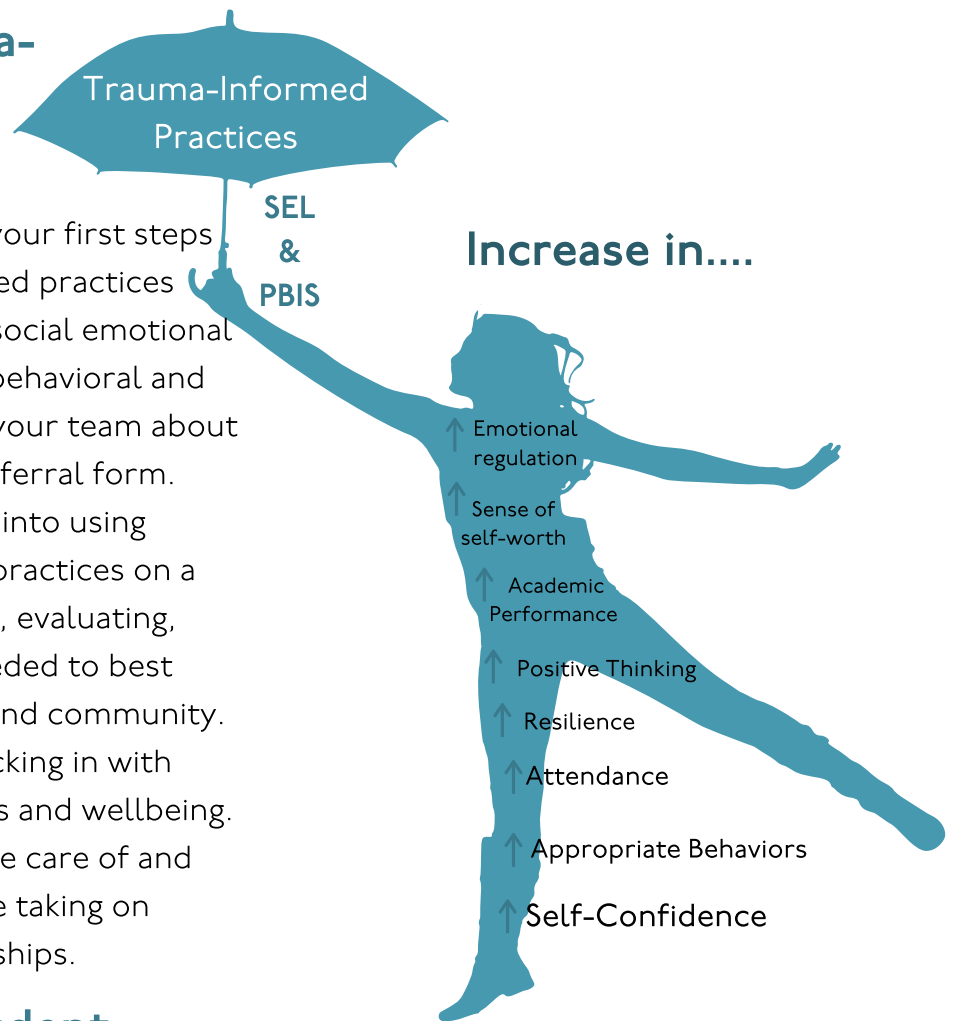 a-
Trauma-Informed
Practices
SEL
&
PBIS
your first steps
ed practices
social emotional
behavioral and
your team about
ferral form.
into using
practices on a
, evaluating,
eded to best
nd community.
cking in with
s and wellbeing.
e care of and
e taking on
ships.
Increase in....
Emotional
regulation
Sense of
self-worth
Academic
Performance
Positive Thinking
Resilience
Attendance
Appropriate Behaviors
Self-Confidence